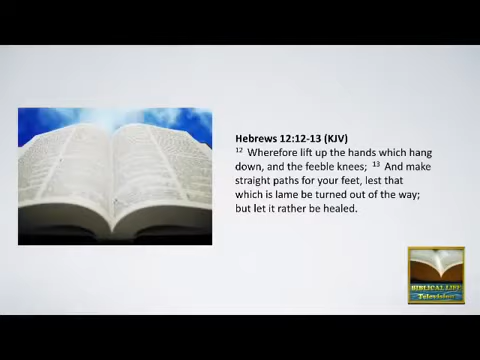 Hebrews 12:12-13 (KJV)
12 Wherefore lift up the hands which hang
down, and the feeble knees; 13 And make
straight paths for your feet, lest that
which is lame be turned out of the way;
but let it rather be healed.
BIBLICAL LIFE
Television